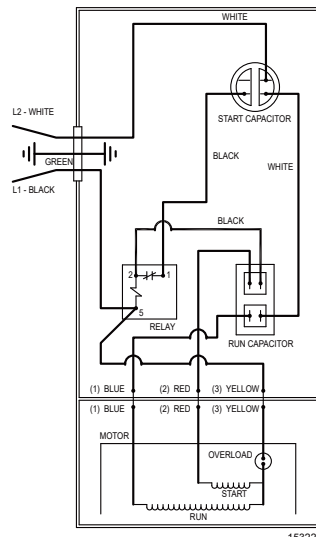 WHITE
L2 - WHITE
START CAPACITOR
GREEN
BLACK
WHITE
L1 - BLACK
BLACK
2
1
5
RELAY
RUN CAPACITOR
(1) BLUE (2) RED (3) YELLOW
(1) BLUE (2) RED (3) YELLOW
MOTOR
OVERLOAD
START
RUN